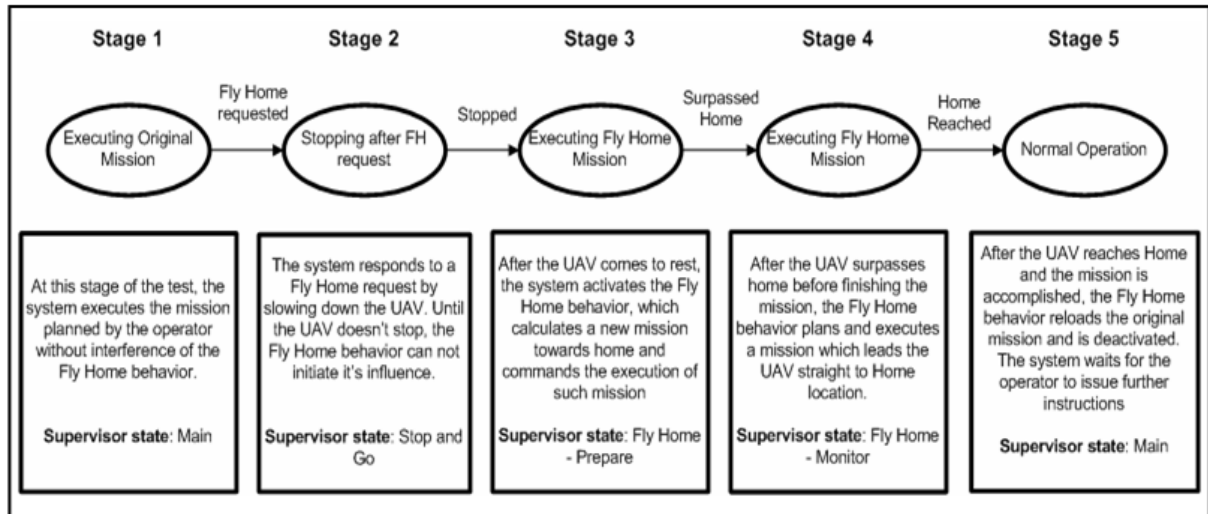 Stage 1
Stage 2
Stage 3
Stage 4
Stage 5
Fly Home
requested
Stopped
Surpassed
Home
Home
Reached
Executing Original
Mission
Stopping after FH
request
Executing Fly Home
Mission
Executing Fly Home
Mission
Normal Operation
At this stage of the test, the
system executes the mission
planned by the operator
without interference of the
Fly Home behavior.
Supervisor state: Main
The system responds to a
Fly Home request by
slowing down the UAV. Until
the UAV doesn't stop, the
Fly Home behavior can not
initiate it's influence.
Supervisor state: Stop and
Go
After the UAV comes to rest,
the system activates the Fly
Home behavior, which
calculates a new mission
towards home and
commands the execution of
such mission
Supervisor state: Fly Home
- Prepare
After the UAV surpasses
home before finishing the
mission, the Fly Home
behavior plans and executes
a mission which leads the
UAV straight to Home
location.
Supervisor state: Fly Home
- Monitor
After the UAV reaches Home
and the mission is
accomplished, the Fly Home
behavior reloads the original
mission and is deactivated.
The system waits for the
operator to issue further
instructions
Supervisor state: Main